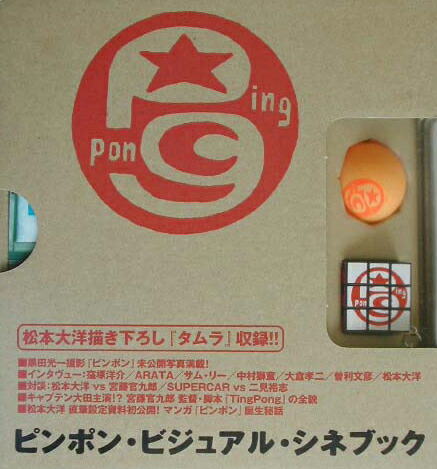 Ping
pong
松本大洋描き下ろし『タムラ』収録!!
■黒田光一撮影『ピンポン』未公開写真満載!
■インタヴュー:窪塚洋介/ARATA/サム・リー/中村獅童/大倉孝二/曽利文彦/松本大洋
■対談:松本大洋 vs 宮藤官九郎/SUPERCAR vs 二見裕志
■キャプテン大田主演!? 宮藤官九郎 監督・脚本『TingPong』の全貌
■松本大洋 直筆設定資料初公開! マンガ『ピンポン』誕生秘話
ピンポン・ビジュアル・シネブック